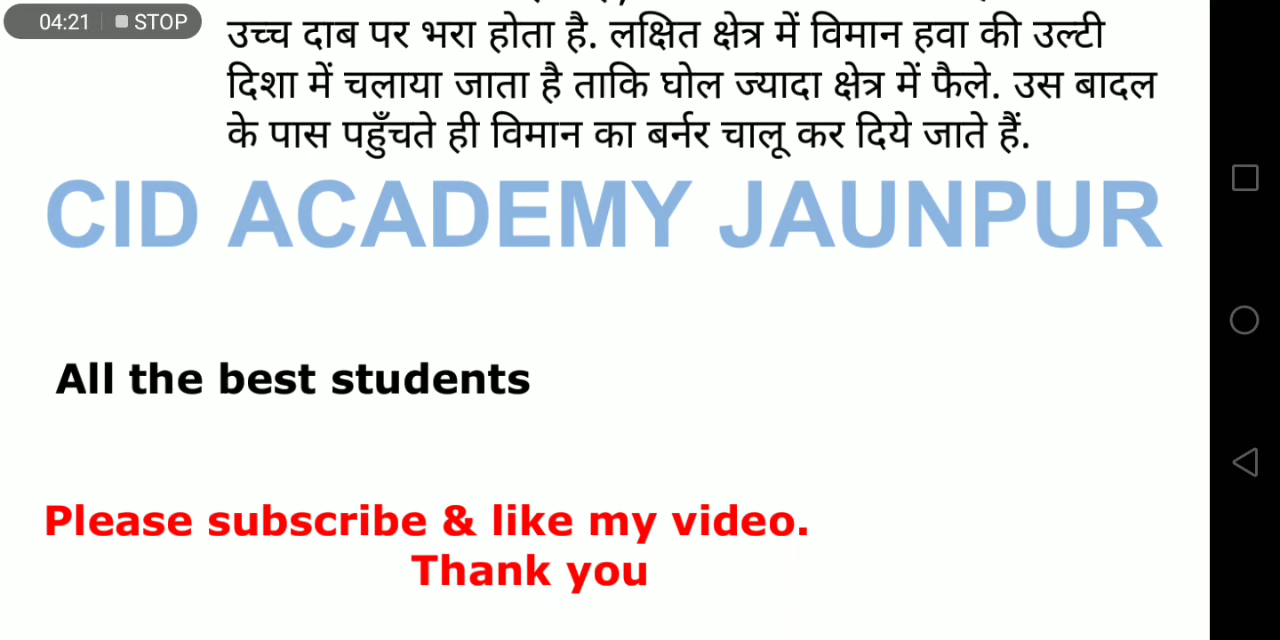 04:21 STOP
उच्च दाब पर भरा होता है. लक्षित क्षेत्र में विमान हवा की उल्टी
दिशा में चलाया जाता है ताकि घोल ज्यादा क्षेत्र में फैले. उस बादल
के पास पहुँचते ही विमान का बर्नर चालू कर दिये जाते हैं.
CID ACADEMY JAUNPUR
All the best students
Please subscribe & like my video.
Thank you